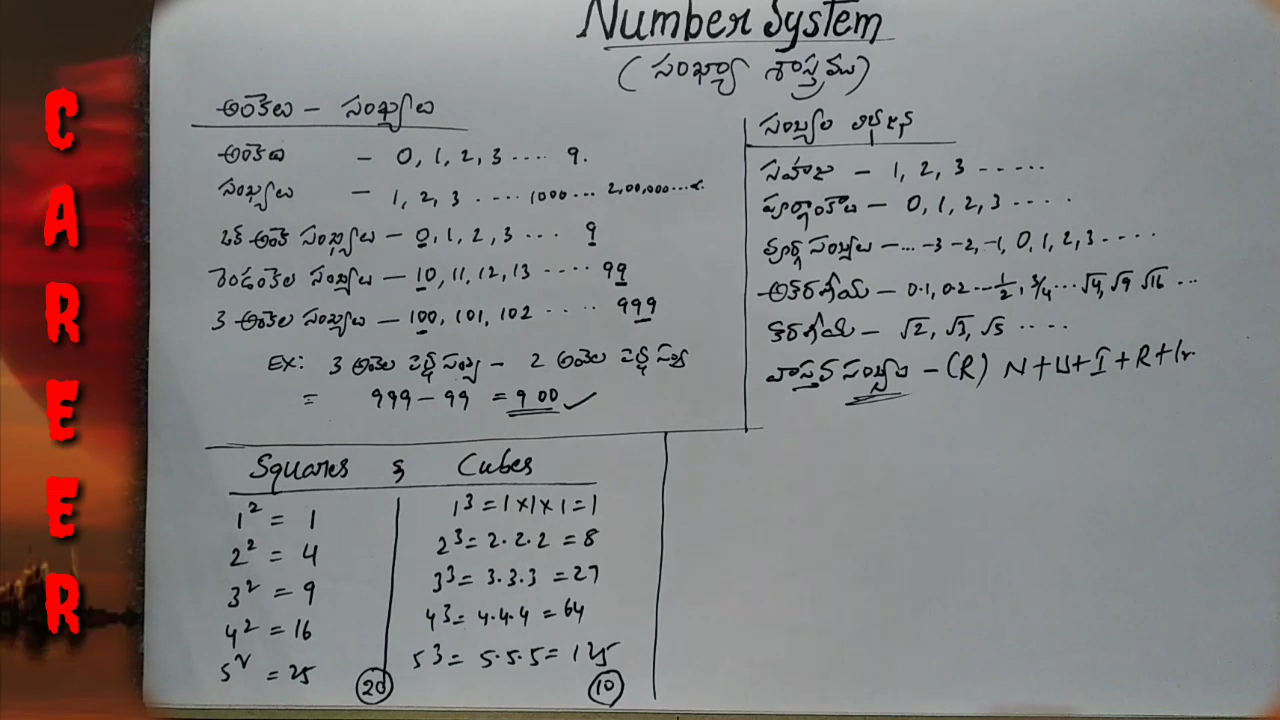 CAREER
Number System
(సంఖ్యా శాస్త్రము)
అంకెలు - సంఖ్యలు
అంకెలు - 0, 1, 2, 3 .... 9.
సంఖ్యలు - 1, 2, 3 ..... 1000... 2,00,000...
ఒక అంకె సంఖ్యలు - 0, 1, 2, 3 ... 9
రెండంకెల సంఖ్యలు - 10, 11, 12, 13 .... 99
3 అంకెల సంఖ్యలు - 100, 101, 102 .... 999
EX: 3 అంకెల పెద్ద సంఖ్య - 2 అంకెల పెద్ద సంఖ్య
= 999 - 99 = 900 ✓
సంఖ్యల విభజన
సహజ - 1, 2, 3 .....
పూర్ణాంకాలు - 0, 1, 2, 3 ....
పూర్ణ సంఖ్యలు - ... -3 -2, -1, 0, 1, 2, 3 ....
అకరణీయ - 0.1, 0.2 ... 1/2, 3/4 ... √4, √9 √16 ...
కరణీయ - √2, √3, √5 ....
వాస్తవ సంఖ్యలు - (R) N + W + I + R + Ir
Squares & Cubes
1² = 1
2² = 4
3² = 9
4² = 16
5² = 25
20
1³ = 1×1×1 = 1
2³ = 2.2.2 = 8
3³ = 3.3.3 = 27
4³ = 4.4.4 = 64
5³ = 5.5.5 = 125
10